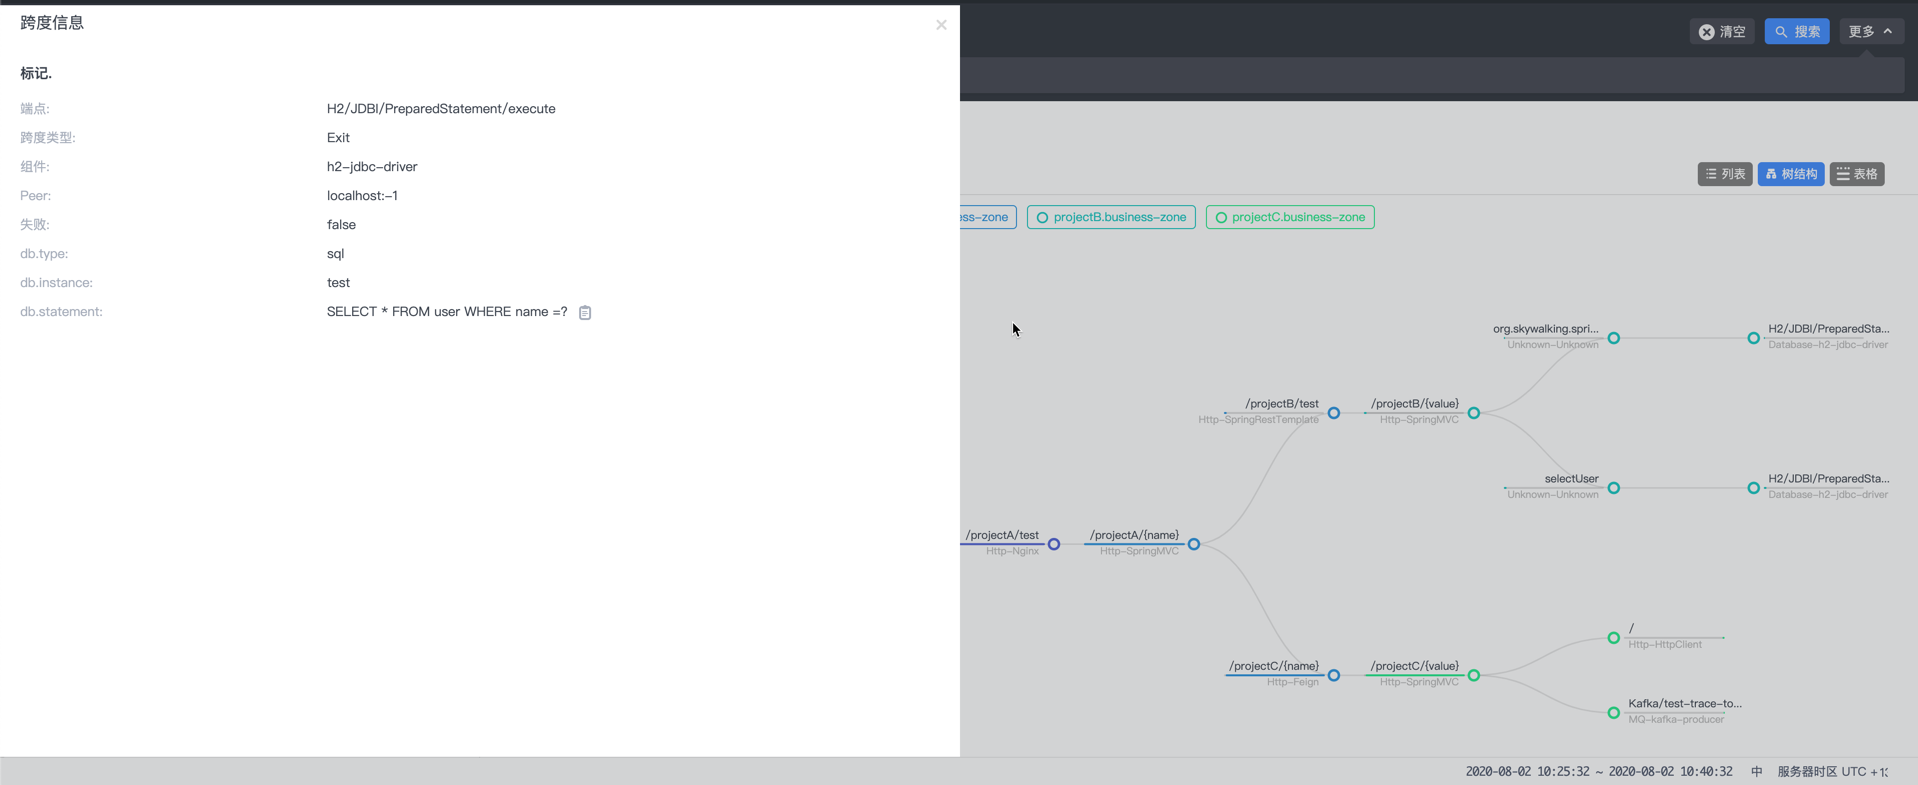 跨度信息
标记.
端点: H2/JDBI/PreparedStatement/execute
跨度类型: Exit
组件: h2-jdbc-driver
Peer: localhost:-1
失败: false
db.type: sql
db.instance: test
db.statement: SELECT * FROM user WHERE name =?
清空 搜索 更多
列表 树结构 表格
ss-zone projectB.business-zone projectC.business-zone
org.skywalking.spri... H2/JDBI/PreparedSta...
Unknown-Unknown Database-h2-jdbc-driver
/projectB/test /projectB/{value}
Http-SpringRestTemplate Http-SpringMVC
selectUser H2/JDBI/PreparedSta...
Unknown-Unknown Database-h2-jdbc-driver
/projectA/test /projectA/{name}
Http-Nginx Http-SpringMVC
/
Http-HttpClient
/projectC/{name} /projectC/{value}
Http-Feign Http-SpringMVC
Kafka/test-trace-to...
MQ-kafka-producer
2020-08-02 10:25:32 ~ 2020-08-02 10:40:32 中 服务器时区 UTC +